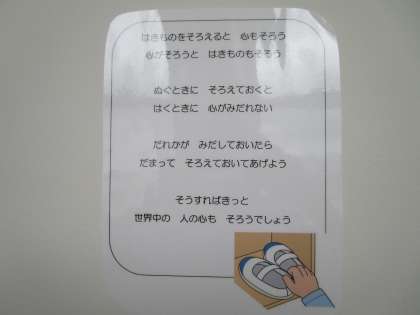 はきものをそろえると　心もそろう
心がそろうと　はきものもそろう
ぬぐときに　そろえておくと
はくときに　心がみだれない
だれかが　みだしておいたら
だまって　そろえておいてあげよう
そうすればきっと
世界中の　人の心も　そろうでしょう